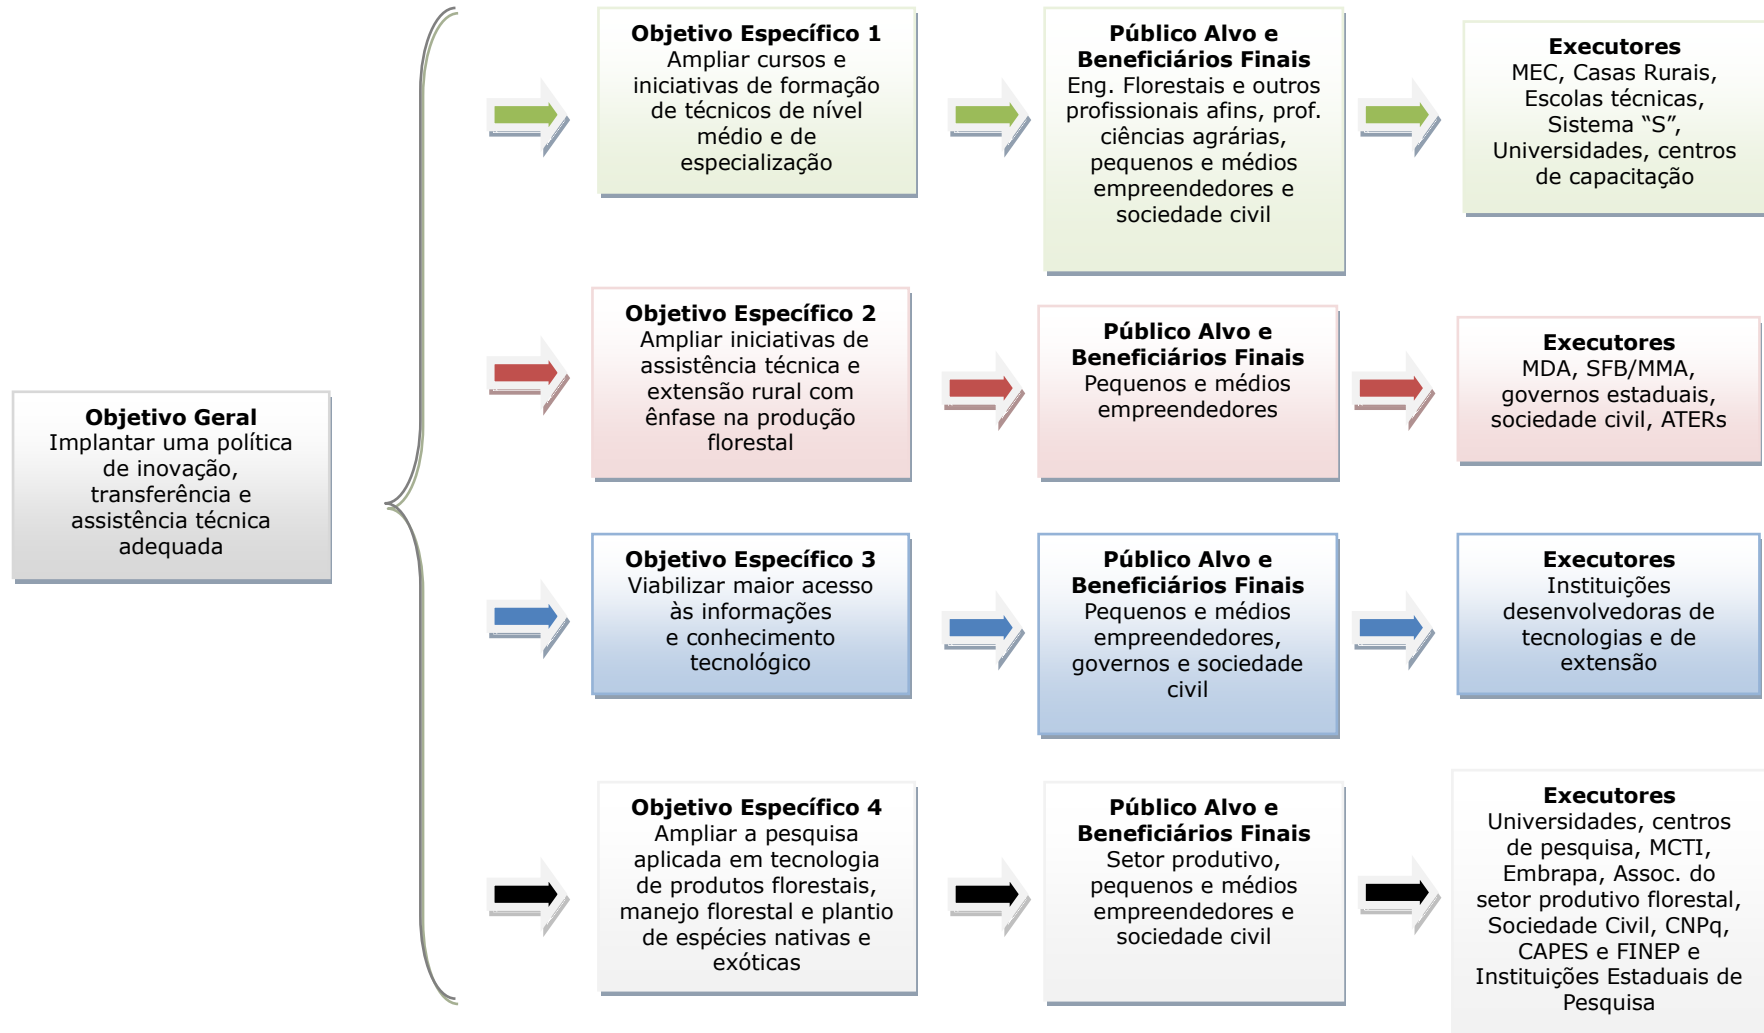 Objetivo Geral
Implantar uma política
de inovação,
transferência e
assistência técnica
adequada
Objetivo Específico 1
Ampliar cursos e
iniciativas de formação
de técnicos de nível
médio e de
especialização
Público Alvo e
Beneficiários Finais
Eng. Florestais e outros
profissionais afins, prof.
ciências agrárias,
pequenos e médios
empreendedores e
sociedade civil
Executores
MEC, Casas Rurais,
Escolas técnicas,
Sistema “S”,
Universidades, centros
de capacitação
Objetivo Específico 2
Ampliar iniciativas de
assistência técnica e
extensão rural com
ênfase na produção
florestal
Público Alvo e
Beneficiários Finais
Pequenos e médios
empreendedores
Executores
MDA, SFB/MMA,
governos estaduais,
sociedade civil, ATERs
Objetivo Específico 3
Viabilizar maior acesso
às informações
e conhecimento
tecnológico
Público Alvo e
Beneficiários Finais
Pequenos e médios
empreendedores,
governos e sociedade
civil
Executores
Instituições
desenvolvedoras de
tecnologias e de
extensão
Objetivo Específico 4
Ampliar a pesquisa
aplicada em tecnologia
de produtos florestais,
manejo florestal e plantio
de espécies nativas e
exóticas
Público Alvo e
Beneficiários Finais
Setor produtivo,
pequenos e médios
empreendedores e
sociedade civil
Executores
Universidades, centros
de pesquisa, MCTI,
Embrapa, Assoc. do
setor produtivo florestal,
Sociedade Civil, CNPq,
CAPES e FINEP e
Instituições Estaduais de
Pesquisa